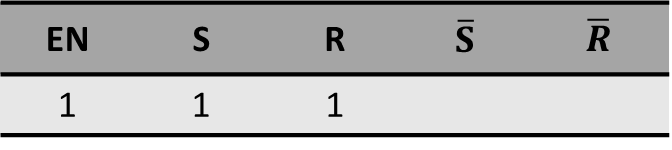 EN S R S̅ R̅
1 1 1